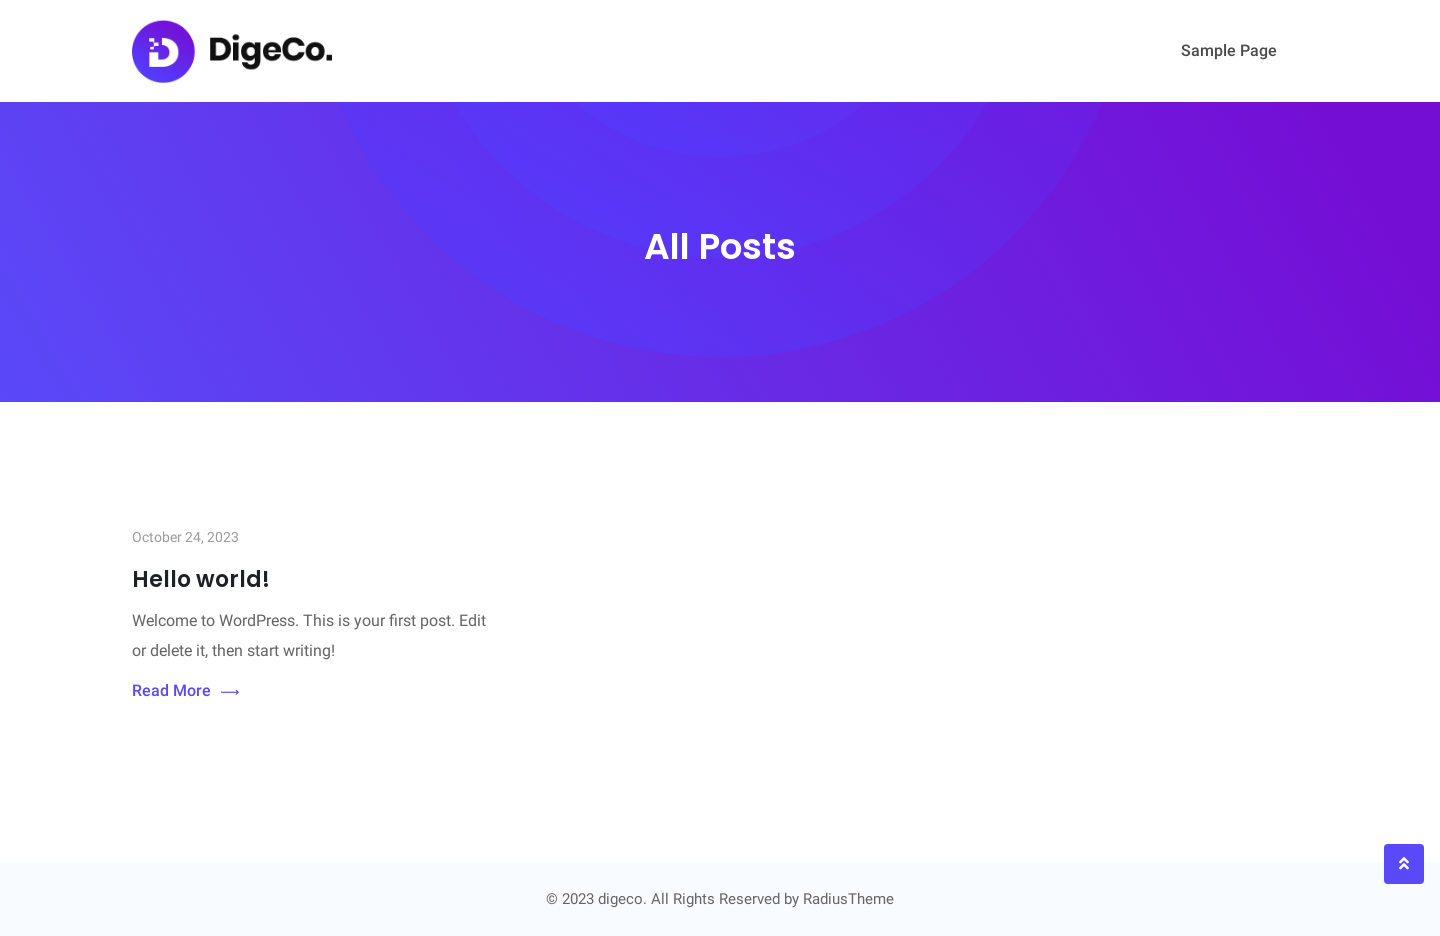 DigeCo.
Sample Page
All Posts
October 24, 2023
Hello world!
Welcome to WordPress. This is your first post. Edit
or delete it, then start writing!
Read More
© 2023 digeco. All Rights Reserved by RadiusTheme